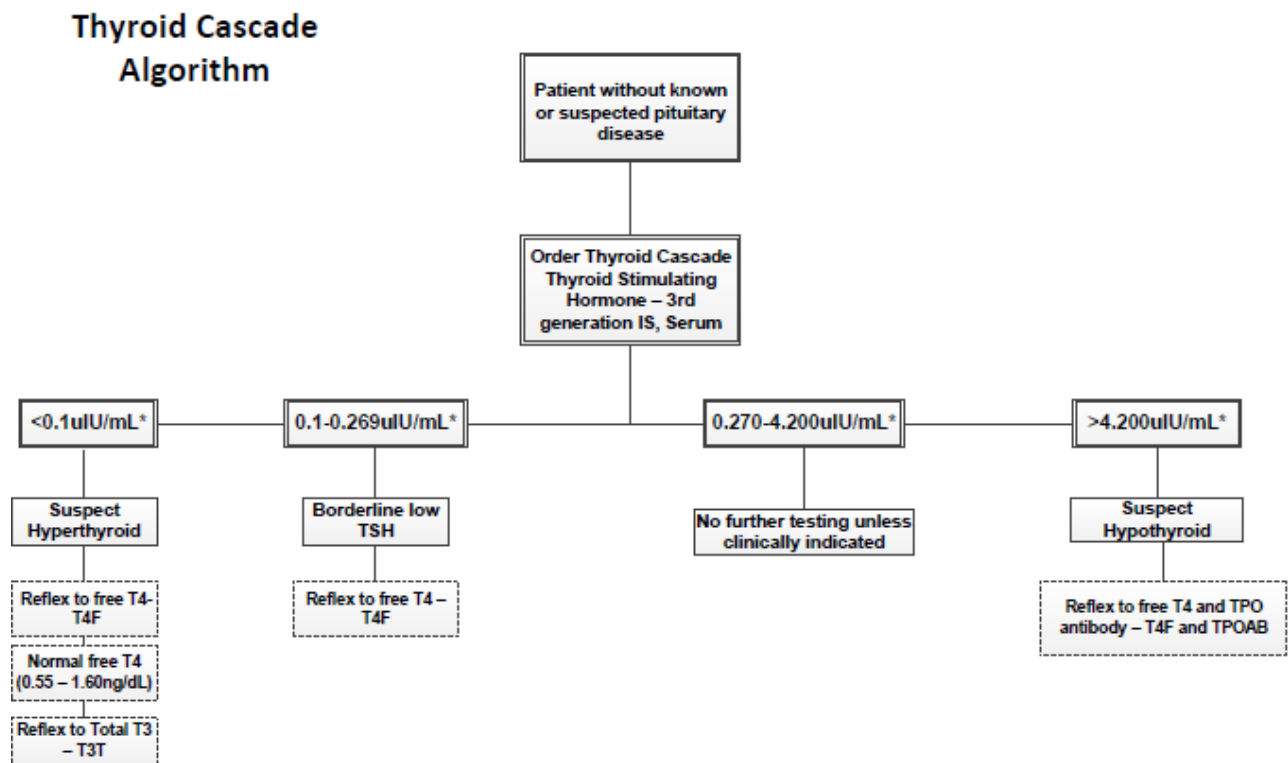 Thyroid Cascade
Algorithm
Patient without known
or suspected pituitary
disease
Order Thyroid Cascade
Thyroid Stimulating
Hormone – 3rd
generation IS, Serum
<0.1uIU/mL*
0.1-0.269uIU/mL*
0.270-4.200uIU/mL*
>4.200uIU/mL*
Suspect
Hyperthyroid
Borderline low
TSH
No further testing unless
clinically indicated
Suspect
Hypothyroid
Reflex to free T4-
T4F
Reflex to free T4 –
T4F
Reflex to free T4 and TPO
antibody – T4F and TPOAB
Normal free T4
(0.55 – 1.60ng/dL)
Reflex to Total T3
– T3T